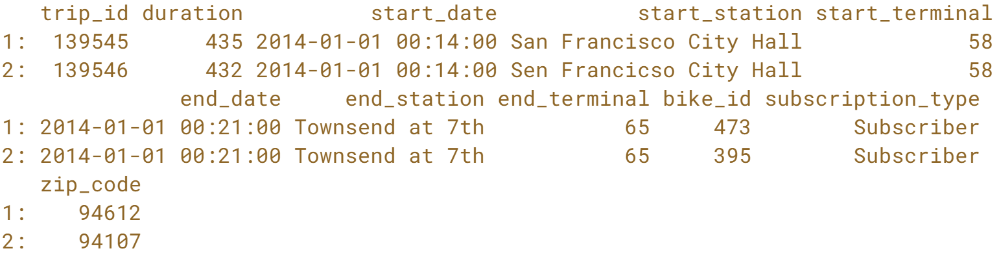 trip_id duration start_date start_station start_terminal
1: 139545 435 2014-01-01 00:14:00 San Francisco City Hall 58
2: 139546 432 2014-01-01 00:14:00 Sen Francicso City Hall 58
end_date end_station end_terminal bike_id subscription_type
1: 2014-01-01 00:21:00 Townsend at 7th 65 473 Subscriber
2: 2014-01-01 00:21:00 Townsend at 7th 65 395 Subscriber
zip_code
1: 94612
2: 94107